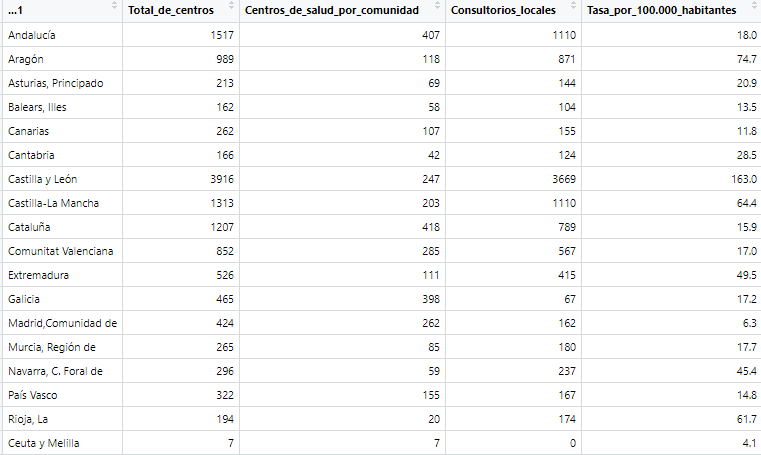 ...1 Total_de_centros Centros_de_salud_por_comunidad Consultorios_locales Tasa_por_100.000_habitantes
Andalucía 1517 407 1110 18.0
Aragón 989 118 871 74.7
Asturias, Principado 213 69 144 20.9
Balears, Illes 162 58 104 13.5
Canarias 262 107 155 11.8
Cantabria 166 42 124 28.5
Castilla y León 3916 247 3669 163.0
Castilla-La Mancha 1313 203 1110 64.4
Cataluña 1207 418 789 15.9
Comunitat Valenciana 852 285 567 17.0
Extremadura 526 111 415 49.5
Galicia 465 398 67 17.2
Madrid,Comunidad de 424 262 162 6.3
Murcia, Región de 265 85 180 17.7
Navarra, C. Foral de 296 59 237 45.4
País Vasco 322 155 167 14.8
Rioja, La 194 20 174 61.7
Ceuta y Melilla 7 7 0 4.1